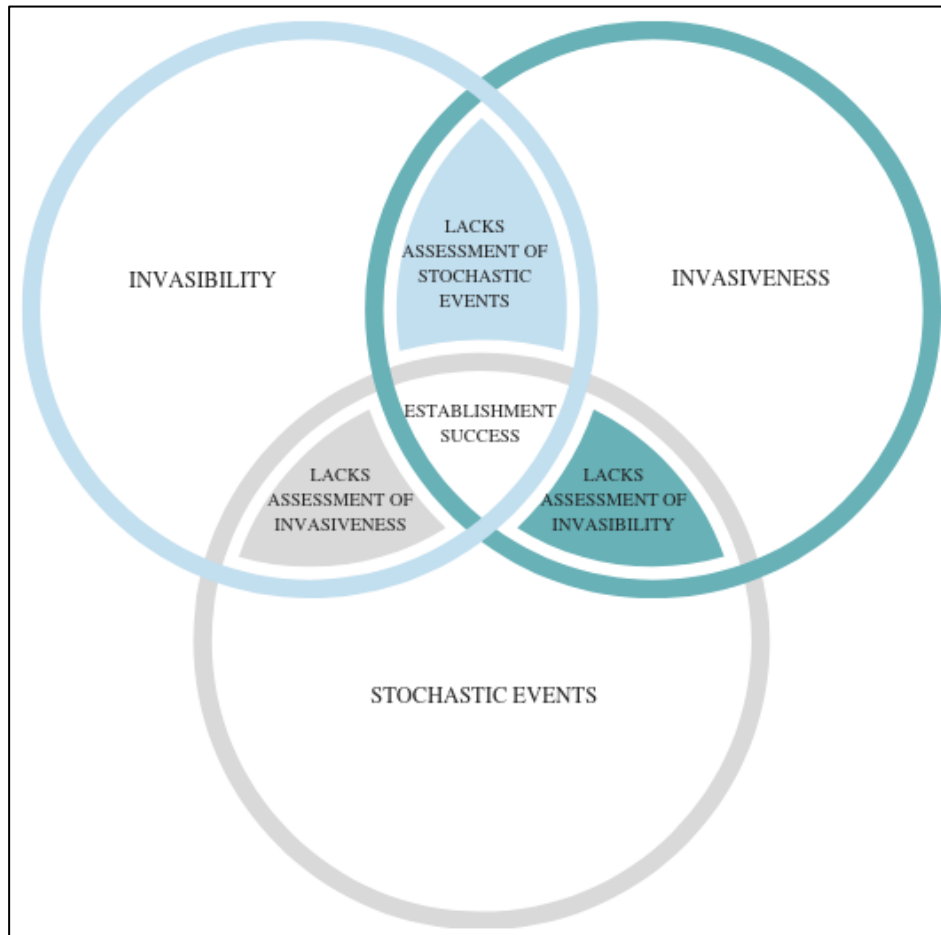 LACKS
ASSESSMENT OF
STOCHASTIC
EVENTS
INVASIBILITY
INVASIVENESS
ESTABLISHMENT
SUCCESS
LACKS
ASSESSMENT OF
INVASIVENESS
LACKS
ASSESSMENT OF
INVASIBILITY
STOCHASTIC EVENTS